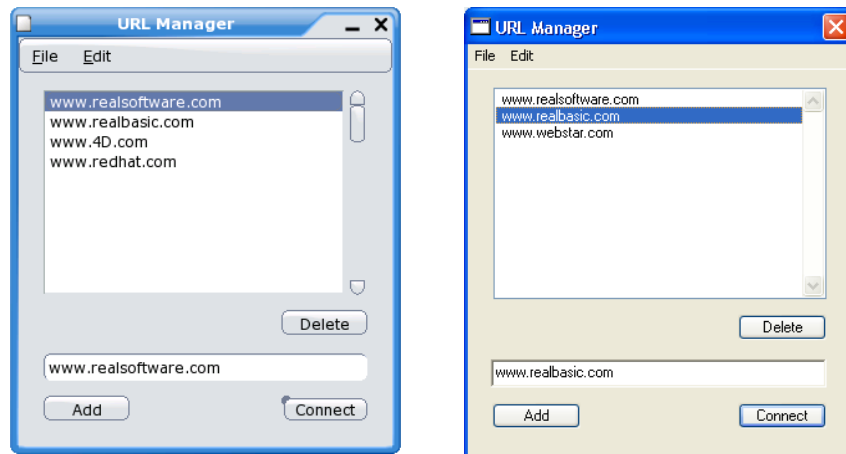 URL Manager
File Edit
www.realsoftware.com
www.realbasic.com
www.4D.com
www.redhat.com
Delete
www.realsoftware.com
Add Connect
URL Manager
File Edit
www.realsoftware.com
www.realbasic.com
www.webstar.com
Delete
www.realbasic.com
Add Connect